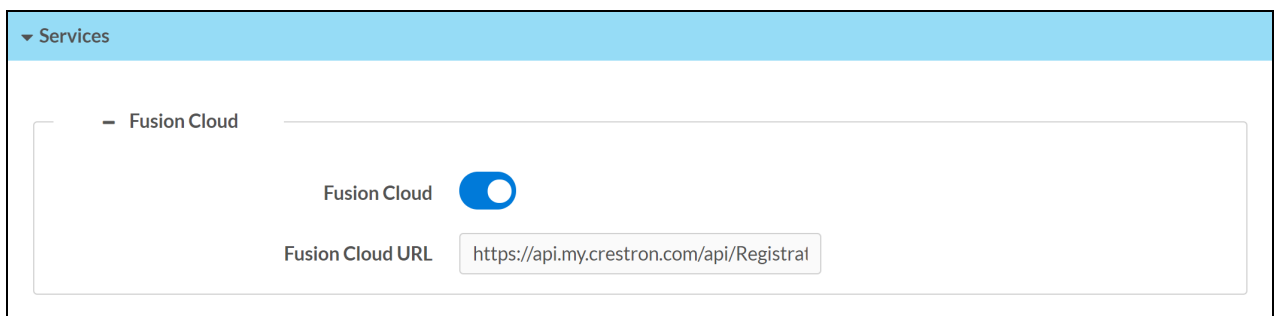 Services
Fusion Cloud
Fusion Cloud
Fusion Cloud URL https://api.my.crestron.com/api/Registrat